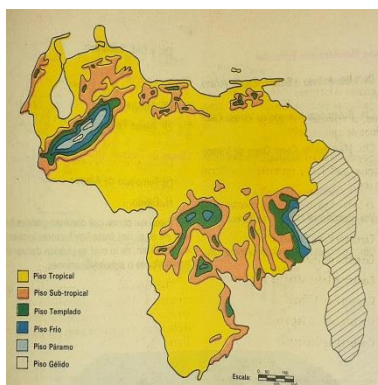 Piso Tropical
Piso Sub-tropical
Piso Templado
Piso Frío
Piso Páramo
Piso Gélido
Escala: